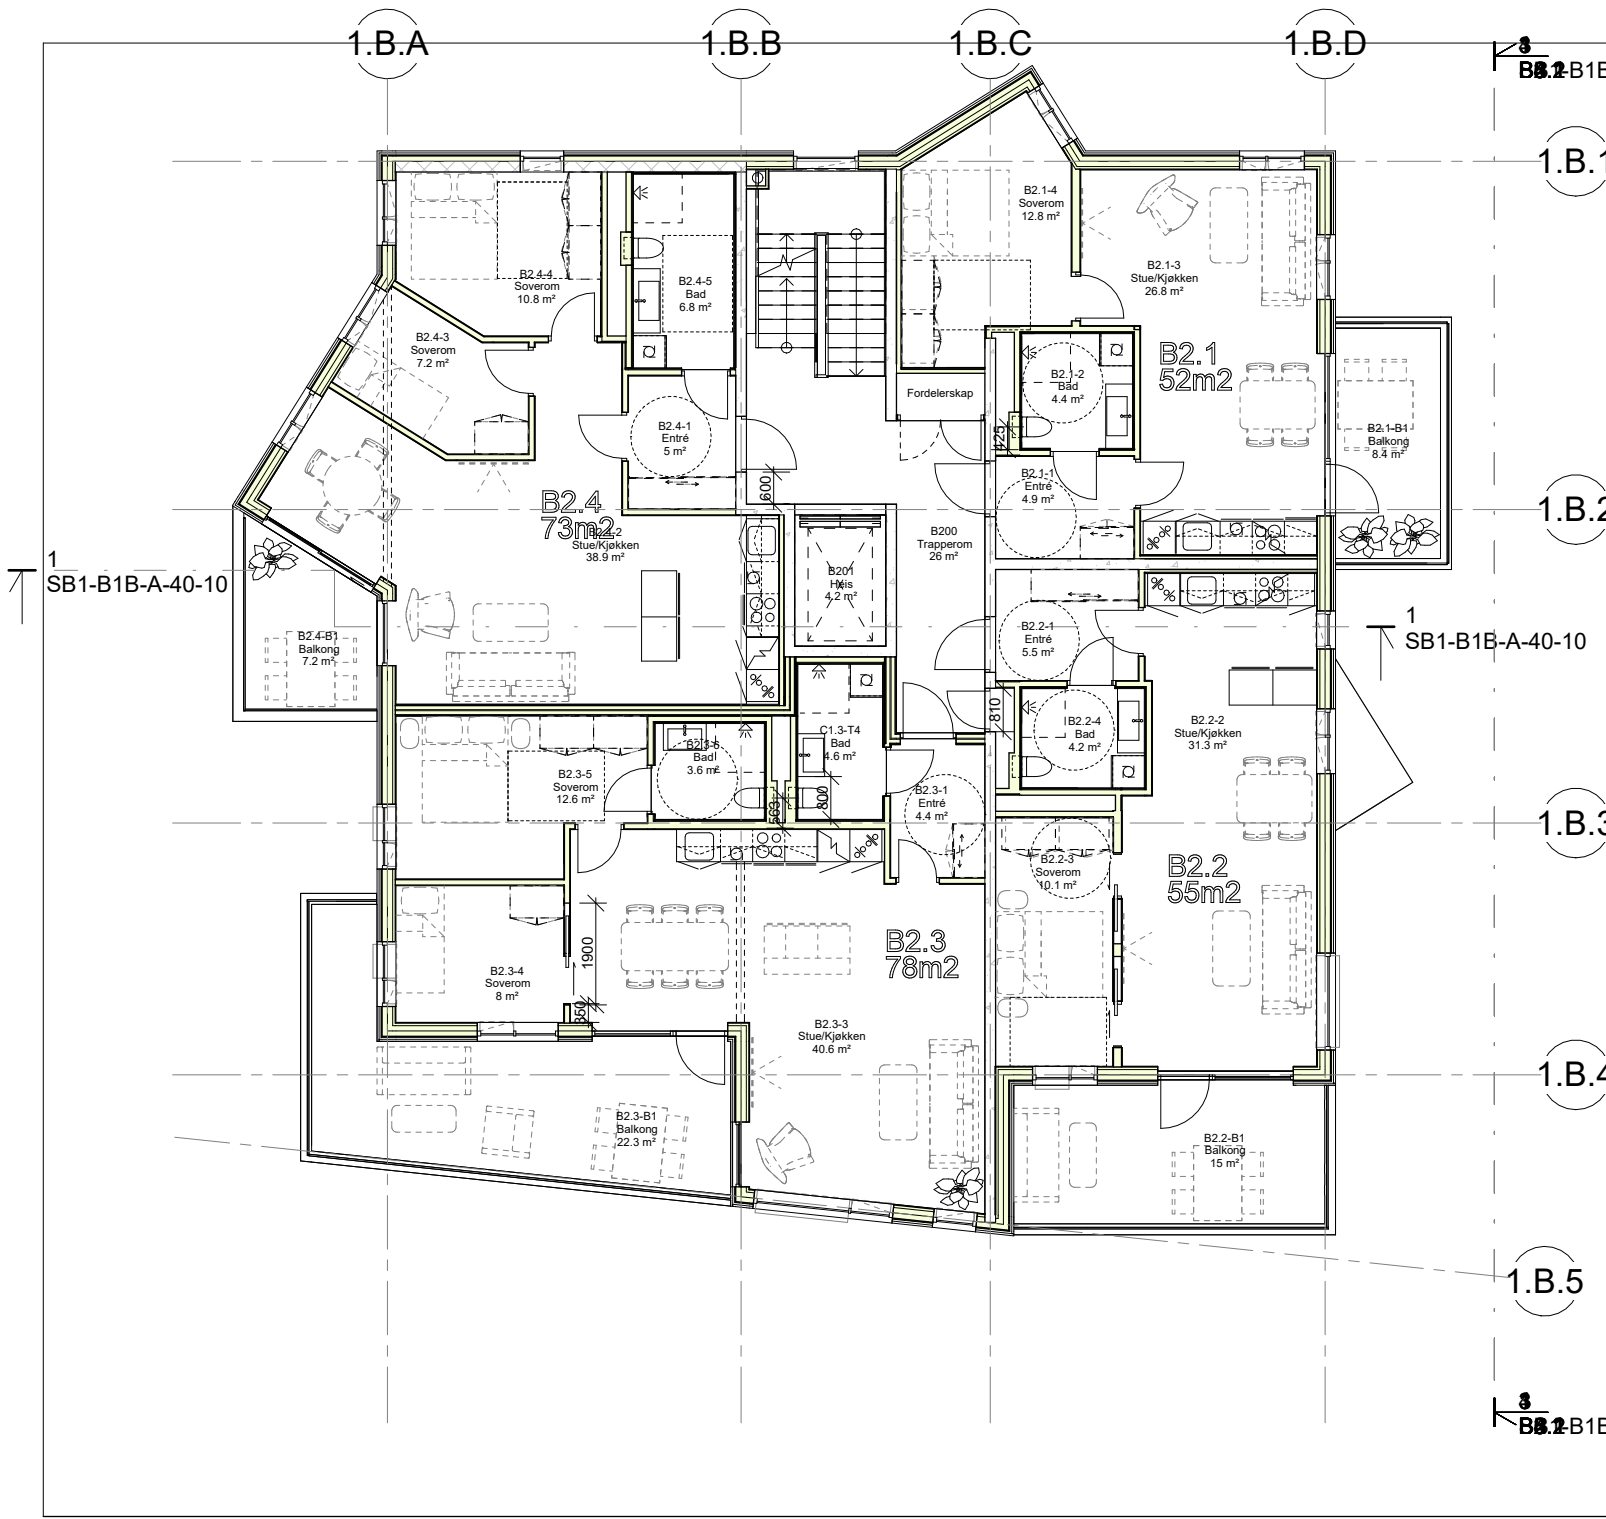 1.B.A
1.B.B
1.B.C
1.B.D
1.B.1
1.B.2
1.B.3
1.B.4
1.B.5
B2.1-4
Soverom
12.8 m²
B2.1-3
Stue/Kjøkken
26.8 m²
B2.4-4
Soverom
10.8 m²
B2.4-5
Bad
6.8 m²
B2.4-3
Soverom
7.2 m²
B2.1
52m2
B2.1-2
Bad
4.4 m²
Fordelerskap
425
B2.1-B1
Balkong
8.4 m²
B2.4-1
Entré
5 m²
B2.1-1
Entré
4.9 m²
600
B2.4
73m2
Stue/Kjøkken
38.9 m²
B200
Trapperom
26 m²
B201
Heis
4.2 m²
1
SB1-B1B-A-40-10
1
SB1-B1B-A-40-10
B2.4-B1
Balkong
7.2 m²
B2.2-1
Entré
5.5 m²
810
B2.2-4
Bad
4.2 m²
B2.2-2
Stue/Kjøkken
31.3 m²
C1.3-T4
Bad
4.6 m²
B2.3-6
Bad
3.6 m²
B2.3-5
Soverom
12.6 m²
563
800
B2.3-1
Entré
4.4 m²
B2.2-3
Soverom
10.1 m²
B2.2
55m2
B2.3
78m2
1900
350
B2.3-4
Soverom
8 m²
B2.3-3
Stue/Kjøkken
40.6 m²
B2.3-B1
Balkong
22.3 m²
B2.2-B1
Balkong
15 m²